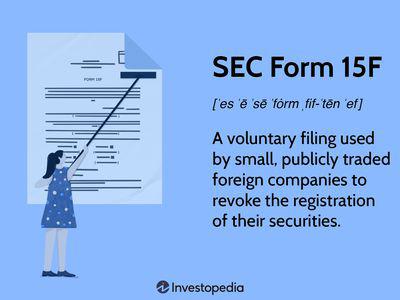 FORM 15F
SEC Form 15F
[ˈes ˈē ˈsē ˈfȯrm ˌfif-ˈtēn ˈef]
A voluntary filing used
by small, publicly traded
foreign companies to
revoke the registration
of their securities.
Investopedia